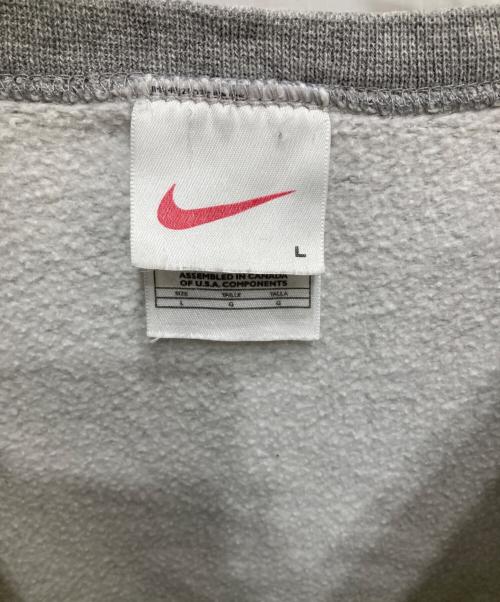 L
ASSEMBLED IN CANADA
OF U.S.A. COMPONENTS
SIZE TAILLE TALLA
L G G